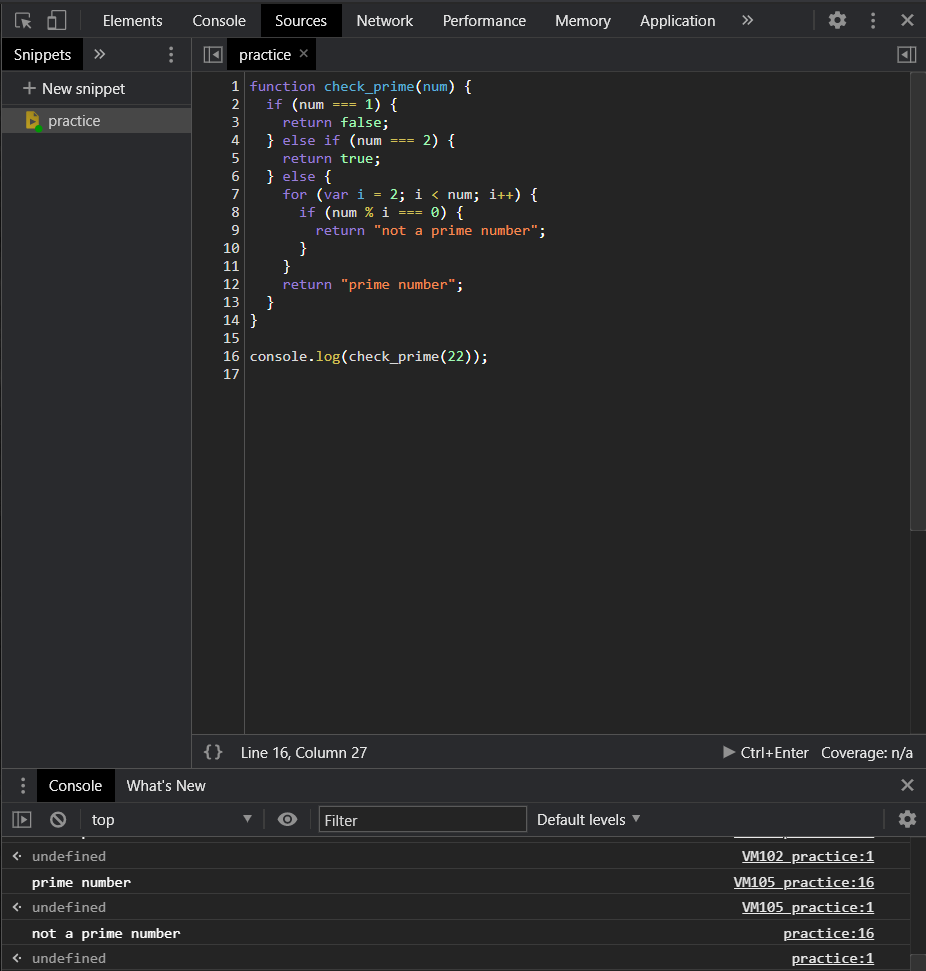 Elements Console Sources Network Performance Memory Application »
Snippets » practice ×
+ New snippet
practice
1 function check_prime(num) {
2   if (num === 1) {
3     return false;
4   } else if (num === 2) {
5     return true;
6   } else {
7     for (var i = 2; i < num; i++) {
8       if (num % i === 0) {
9         return "not a prime number";
10       }
11     }
12     return "prime number";
13   }
14 }
15
16 console.log(check_prime(22));
17
{} Line 16, Column 27 Ctrl+Enter Coverage: n/a
Console What's New
top Filter Default levels
undefined VM102 practice:1
prime number VM105 practice:16
undefined VM105 practice:1
not a prime number practice:16
undefined practice:1